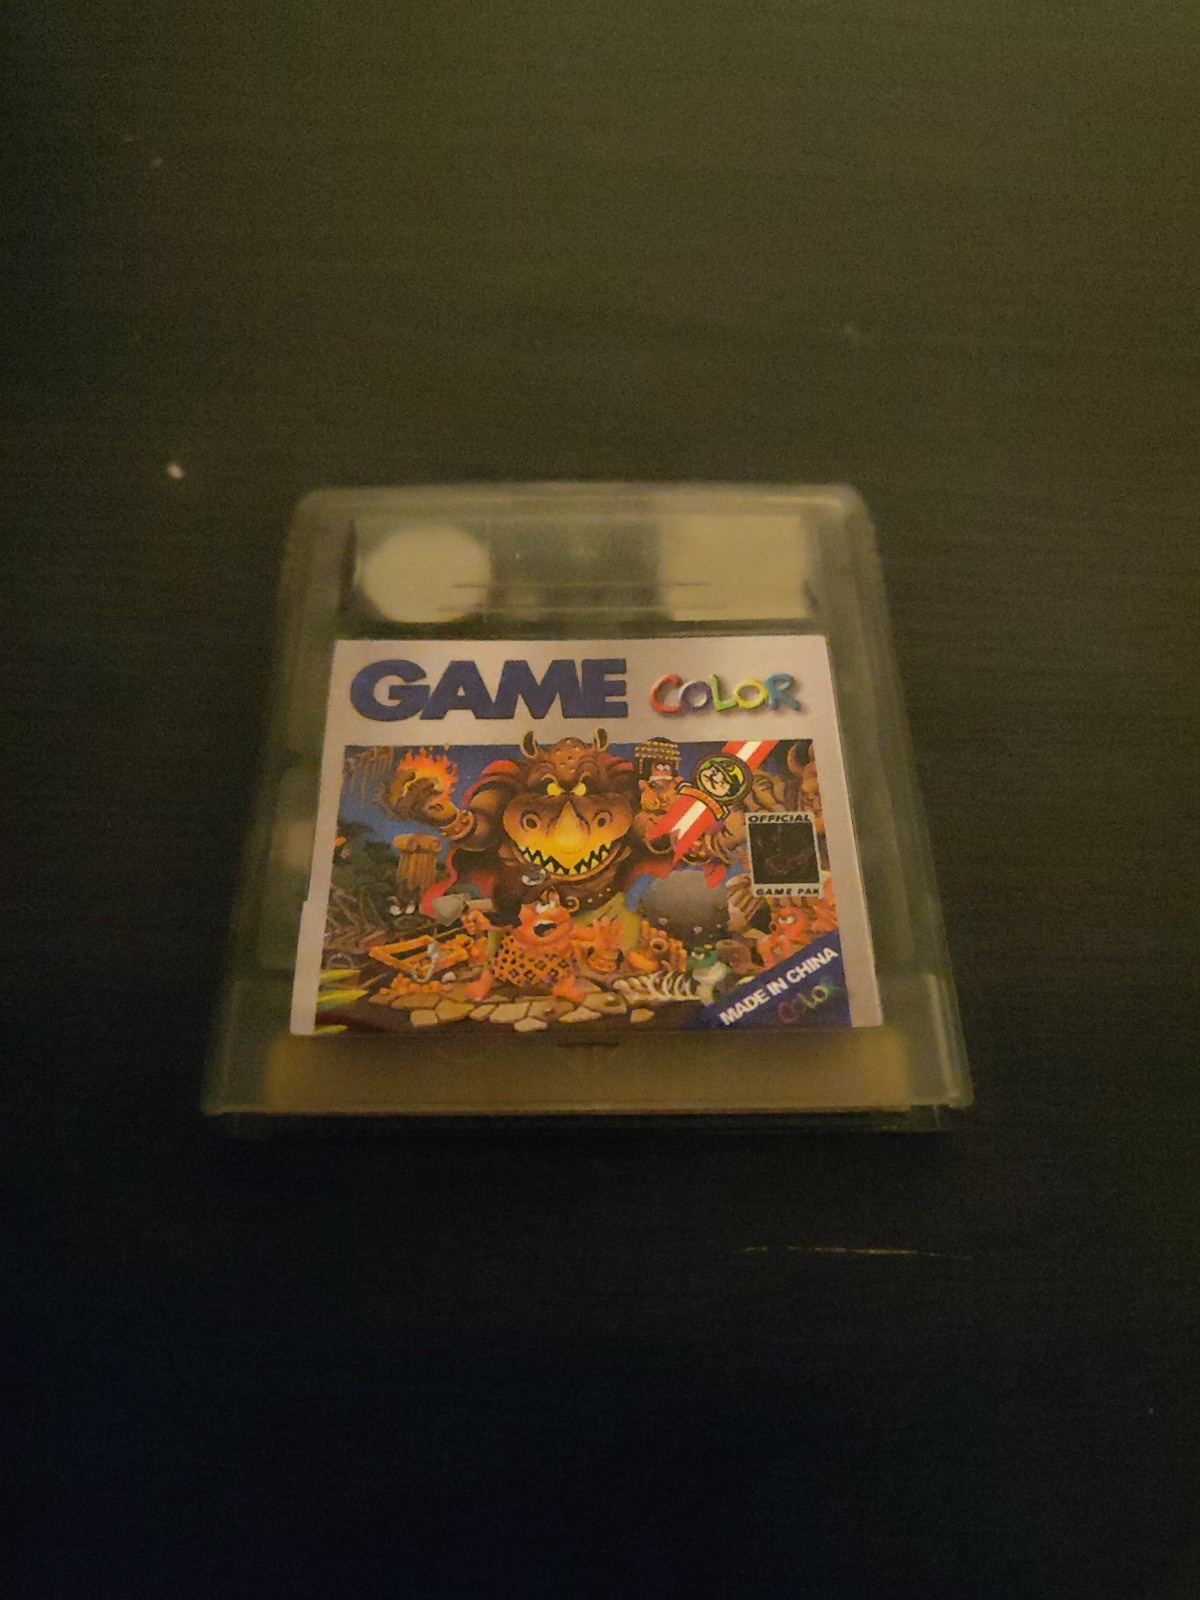 GAME COLOR
OFFICIAL
GAME PAK
MADE IN CHINA
COLOR